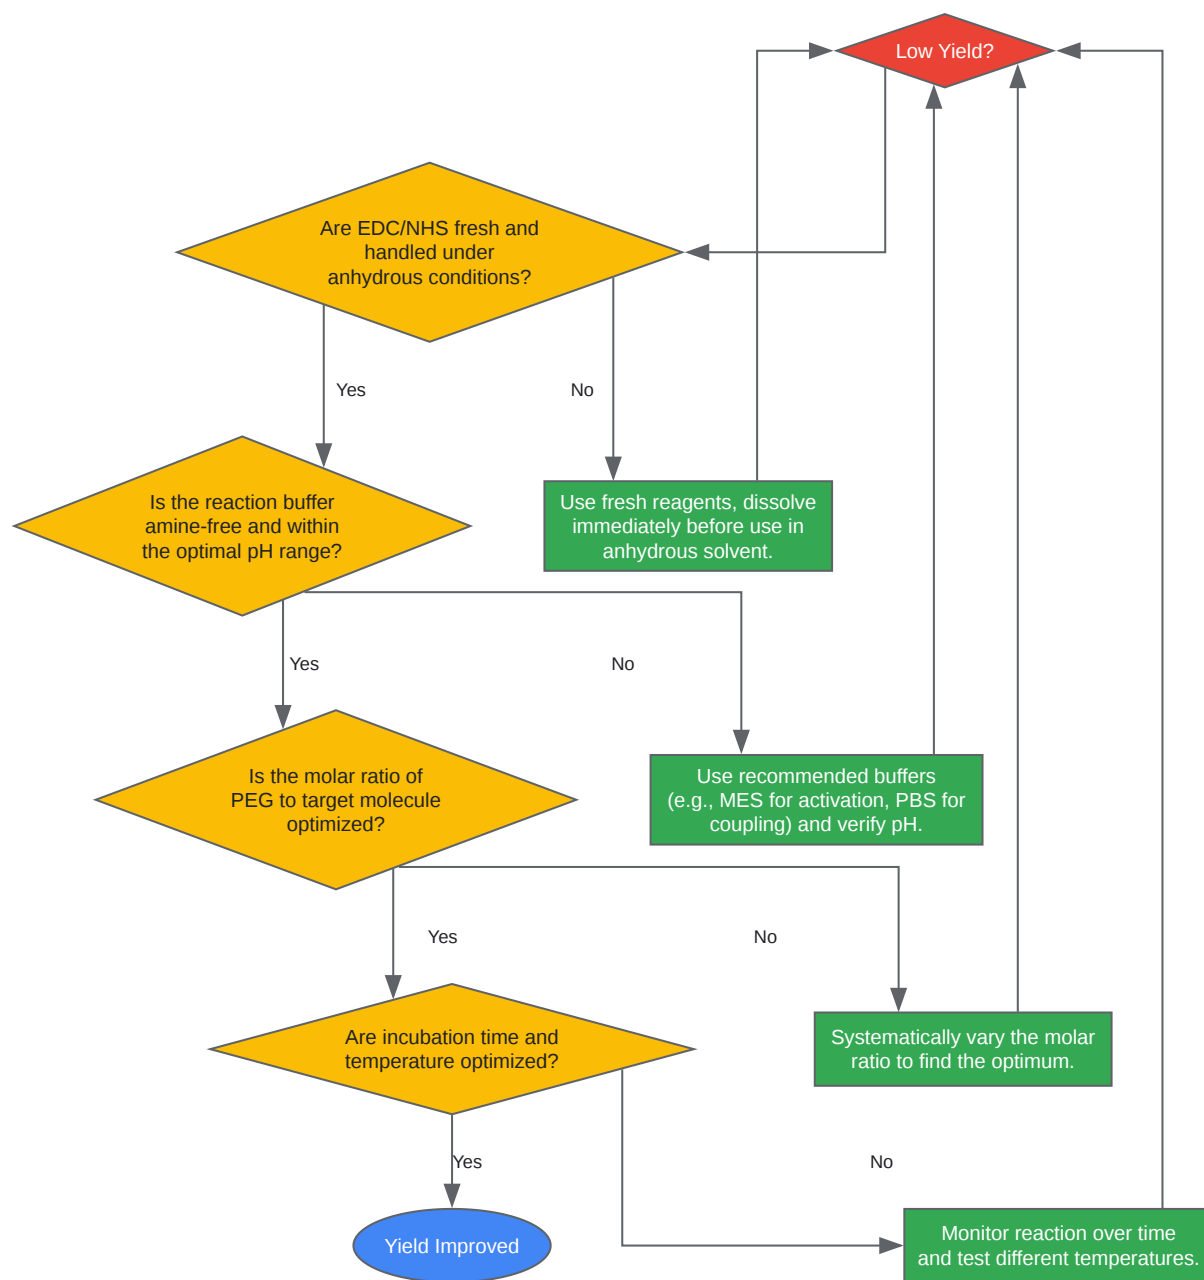 Low Yield?
Are EDC/NHS fresh and
handled under
anhydrous conditions?
Yes
No
Is the reaction buffer
amine-free and within
the optimal pH range?
Use fresh reagents, dissolve
immediately before use in
anhydrous solvent.
Yes
No
Is the molar ratio of
PEG to target molecule
optimized?
Use recommended buffers
(e.g., MES for activation, PBS for
coupling) and verify pH.
Yes
No
Are incubation time and
temperature optimized?
Systematically vary the molar
ratio to find the optimum.
Yes
No
Yield Improved
Monitor reaction over time
and test different temperatures.